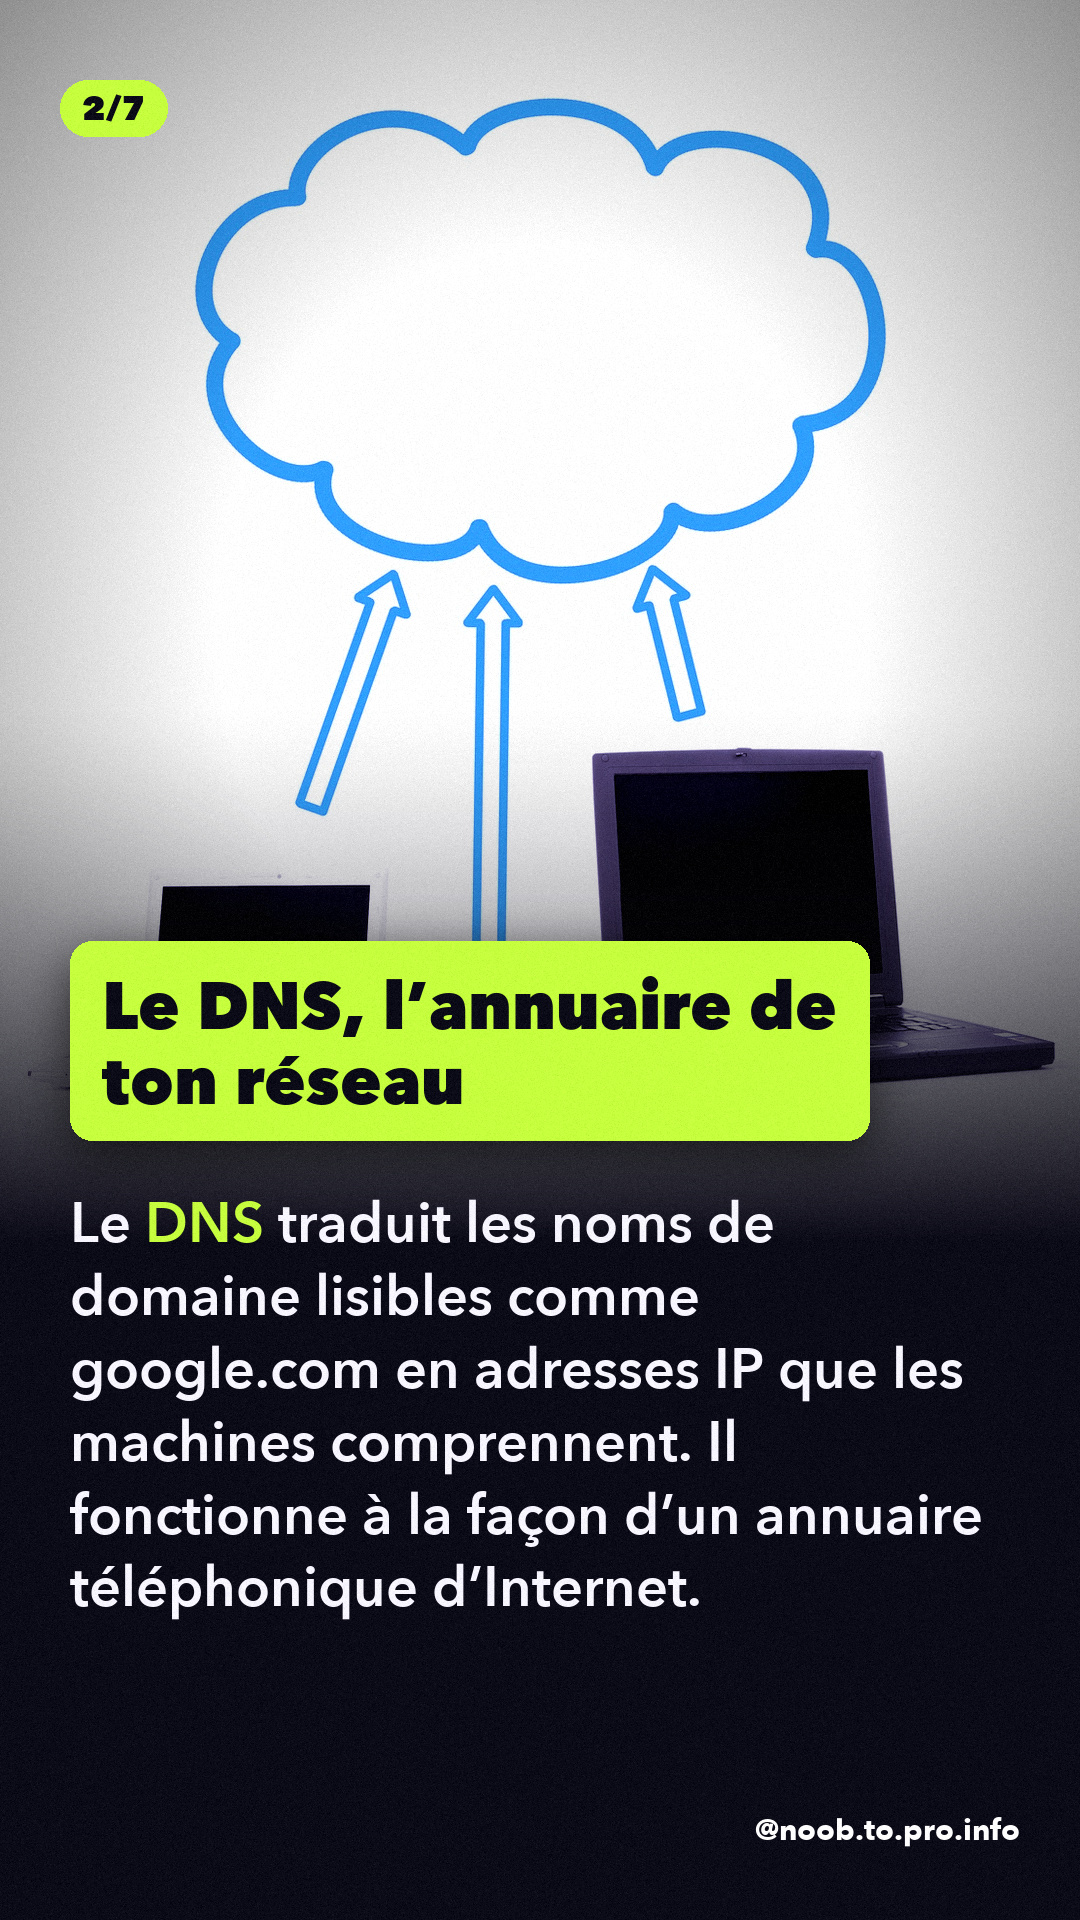 2/7
Le DNS, l’annuaire de
ton réseau
Le DNS traduit les noms de
domaine lisibles comme
google.com en adresses IP que les
machines comprennent. Il
fonctionne à la façon d’un annuaire
téléphonique d’Internet.
@noob.to.pro.info